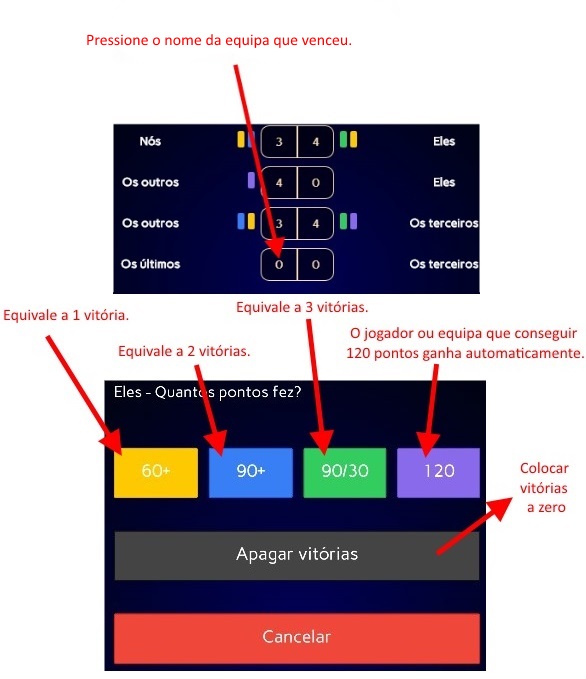 Pressione o nome da equipa que venceu.
Nós 3 4 Eles
Os outros 4 0 Eles
Os outros 3 4 Os terceiros
Os últimos 0 0 Os terceiros
Equivale a 1 vitória.
Equivale a 2 vitórias.
Equivale a 3 vitórias.
O jogador ou equipa que conseguir
120 pontos ganha automaticamente.
Eles - Quantos pontos fez?
60+ 90+ 90/30 120
Colocar
vitórias
a zero
Apagar vitórias
Cancelar